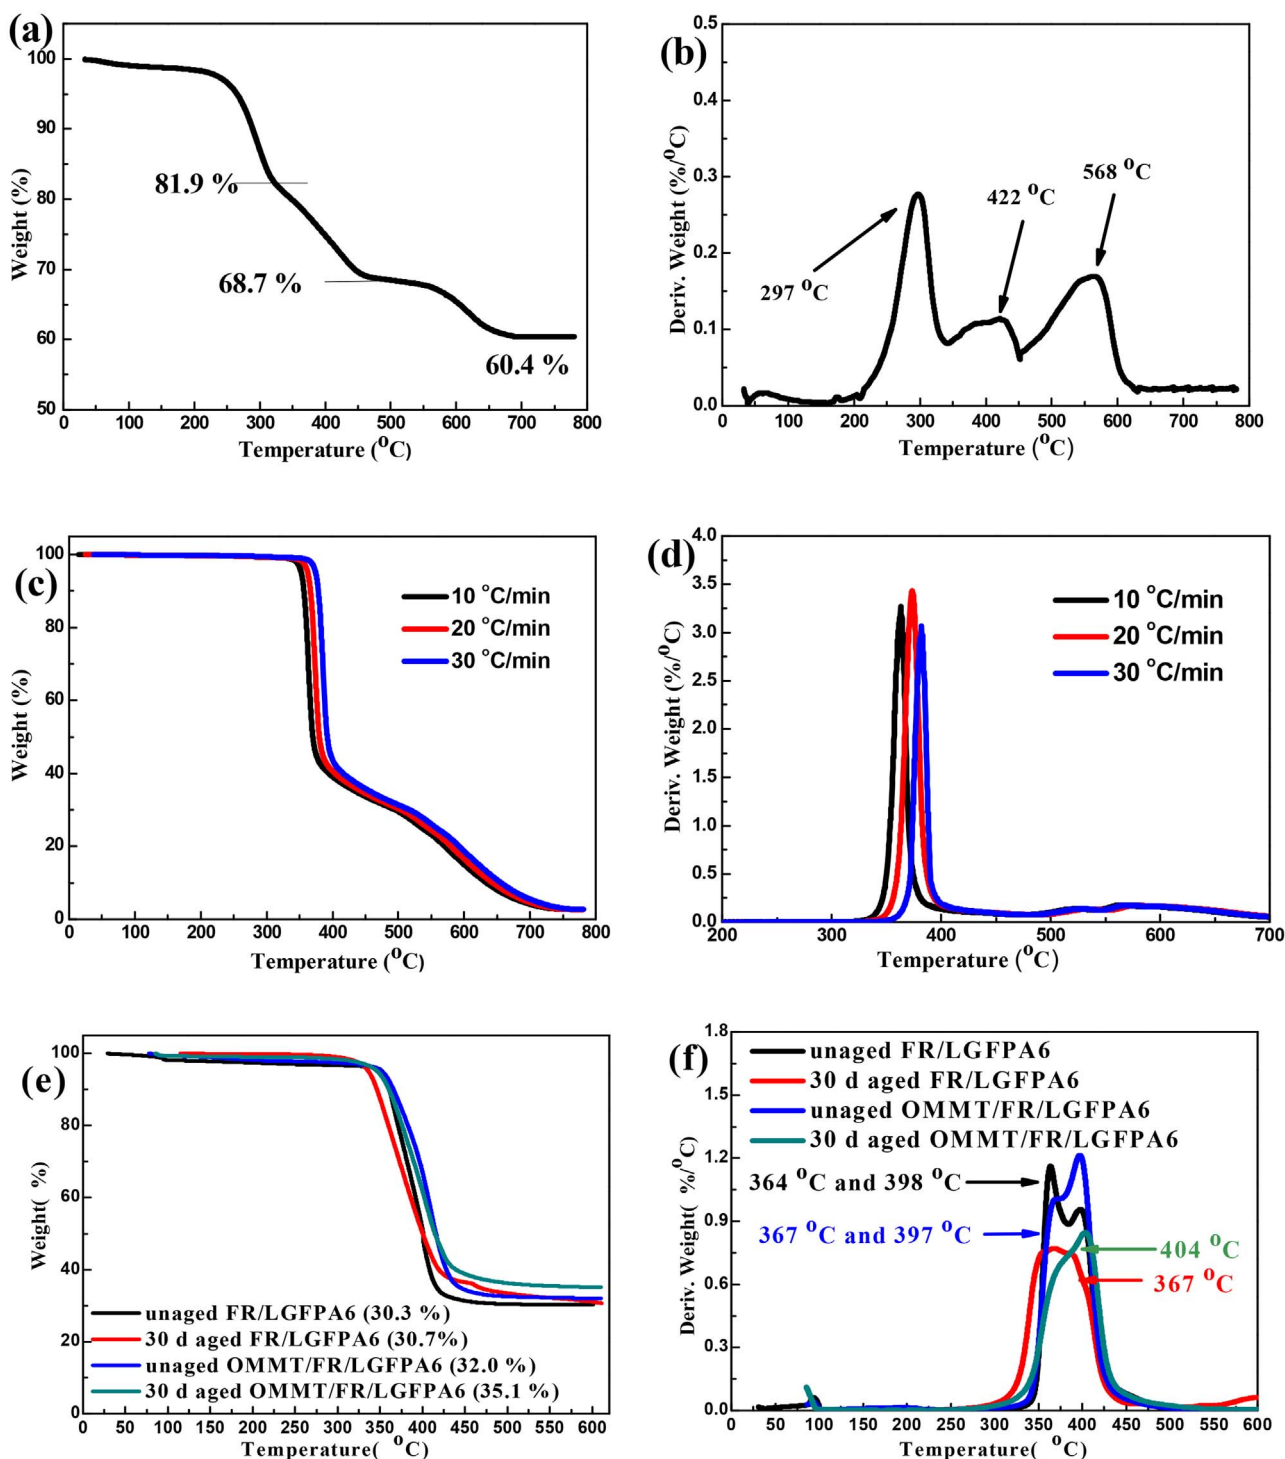 (a)
100
90
80
70
60
50
Weight (%)
81.9 %
68.7 %
60.4 %
0 100 200 300 400 500 600 700 800
Temperature (°C)
(b)
0.5
0.4
0.3
0.2
0.1
0.0
Deriv. Weight (%/°C)
297 °C
422 °C
568 °C
0 100 200 300 400 500 600 700 800
Temperature (°C)
(c)
100
80
60
40
20
0
Weight (%)
10 °C/min
20 °C/min
30 °C/min
0 100 200 300 400 500 600 700 800
Temperature (°C)
(d)
4.0
3.5
3.0
2.5
2.0
1.5
1.0
0.5
0.0
Deriv. Weight (%/°C)
10 °C/min
20 °C/min
30 °C/min
200 300 400 500 600 700
Temperature (°C)
(e)
100
80
60
40
20
0
Weight( %)
unaged FR/LGFPA6 (30.3 %)
30 d aged FR/LGFPA6 (30.7%)
unaged OMMT/FR/LGFPA6 (32.0 %)
30 d aged OMMT/FR/LGFPA6 (35.1 %)
0 50 100 150 200 250 300 350 400 450 500 550 600
Temperature( °C)
(f)
1.8
1.5
1.2
0.9
0.6
0.3
0.0
Deriv. Weight( %/°C)
unaged FR/LGFPA6
30 d aged FR/LGFPA6
unaged OMMT/FR/LGFPA6
30 d aged OMMT/FR/LGFPA6
364 °C and 398 °C
367 °C and 397 °C
404 °C
367 °C
0 50 100 150 200 250 300 350 400 450 500 550 600
Temperature( °C)